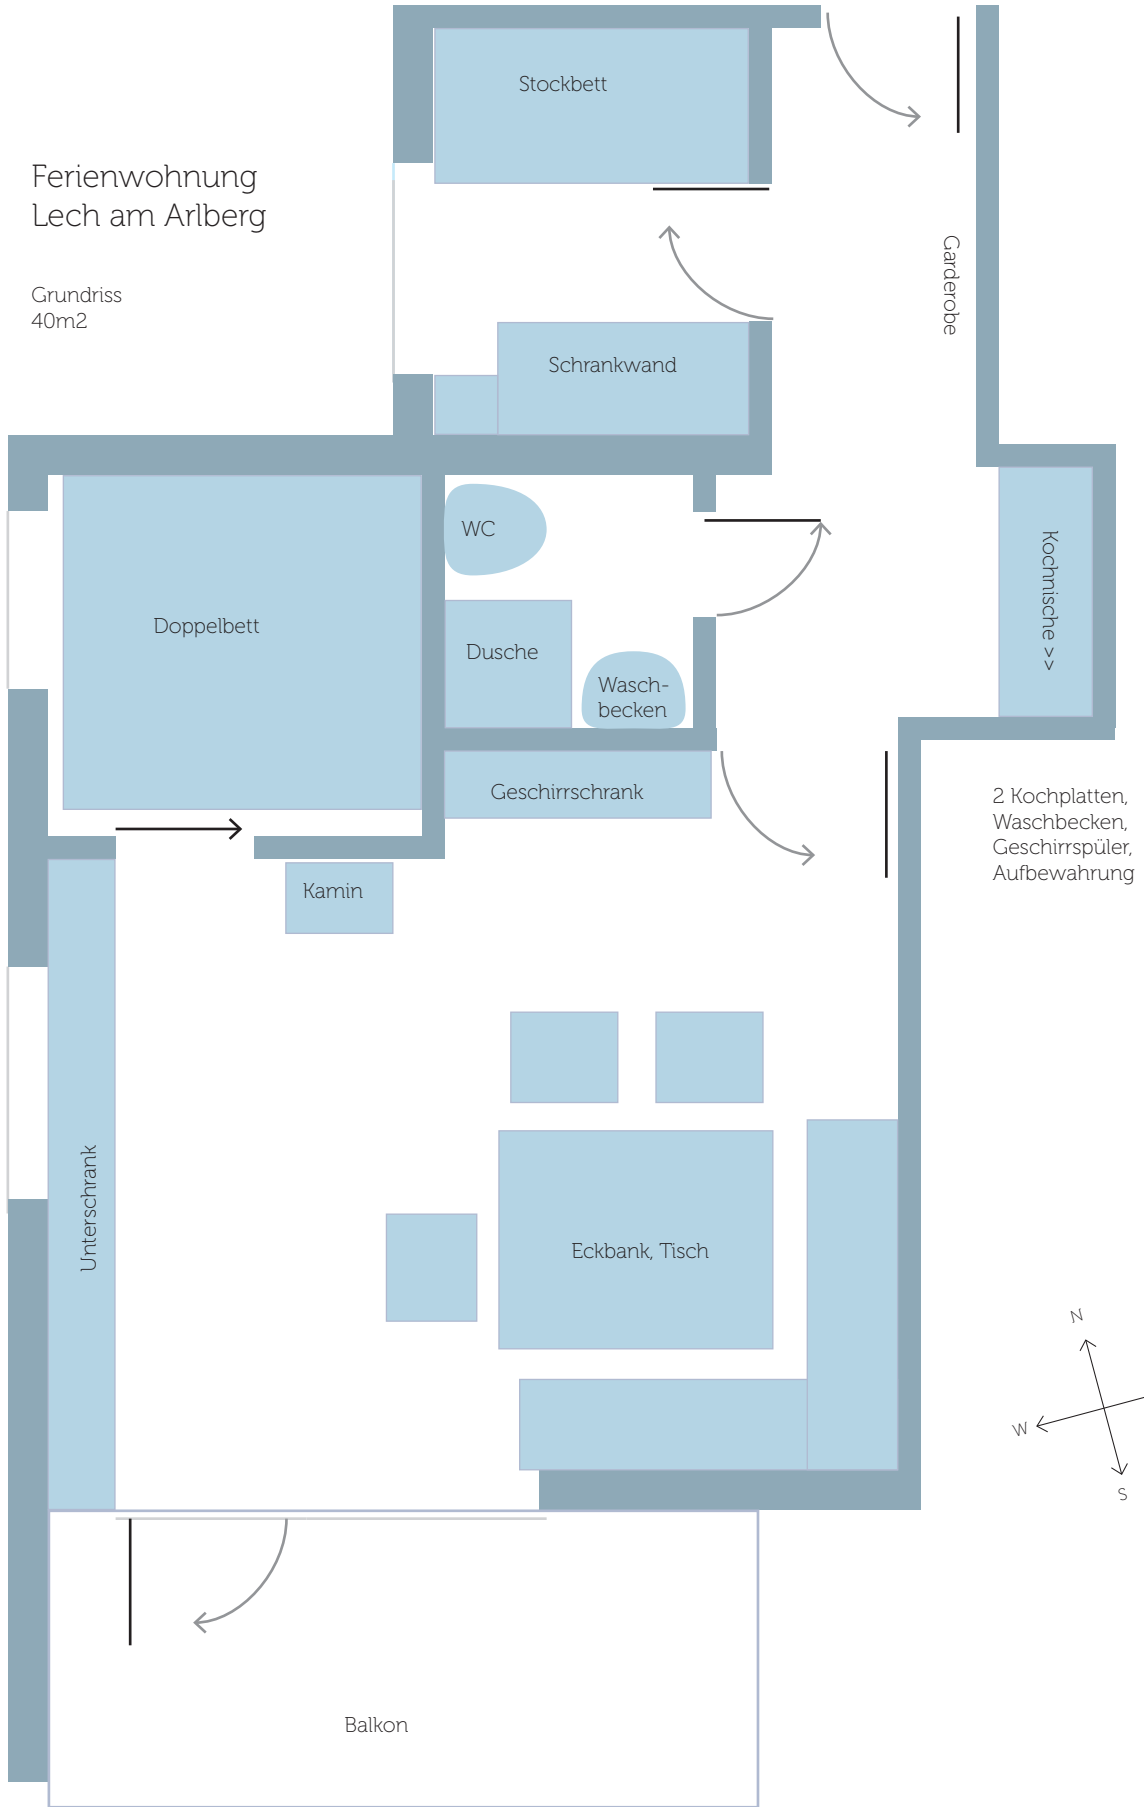 Ferienwohnung
Lech am Arlberg
Grundriss
40m2
Stockbett
Garderobe
Schrankwand
WC
Doppelbett
Dusche
Wasch-
becken
Kochnische >>
Geschirrschrank
2 Kochplatten,
Waschbecken,
Geschirrspüler,
Aufbewahrung
Kamin
Unterschrank
Eckbank, Tisch
N
W
S
Balkon